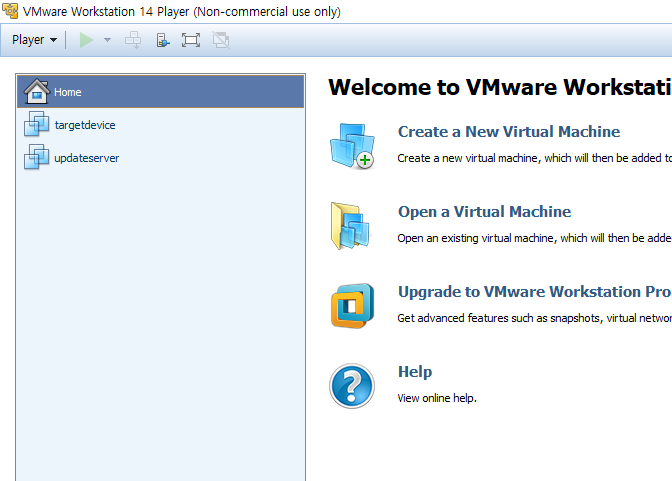 VMware Workstation 14 Player (Non-commercial use only)
Player
Home
targetdevice
updateserver
Welcome to VMware Workstati
Create a New Virtual Machine
Create a new virtual machine, which will then be added to
Open a Virtual Machine
Open an existing virtual machine, which will then be adde
Upgrade to VMware Workstation Pro
Get advanced features such as snapshots, virtual networ
Help
View online help.